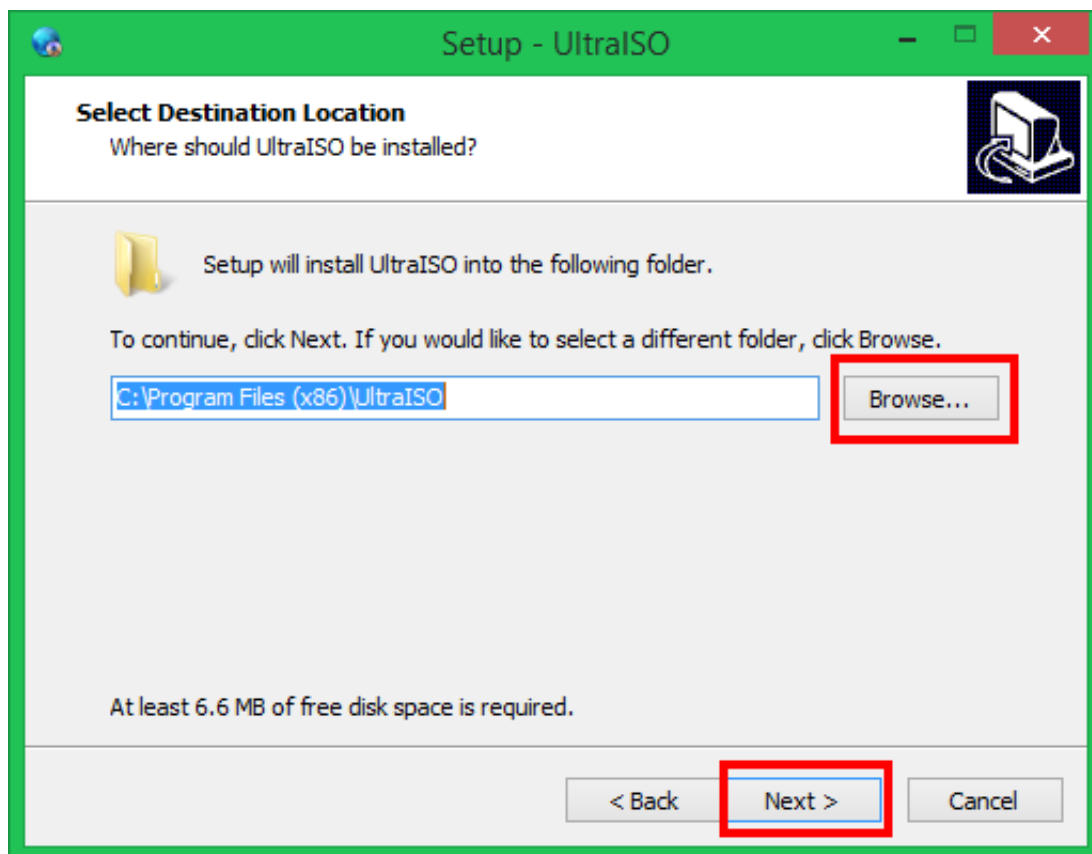 Setup - UltraISO
Select Destination Location
Where should UltraISO be installed?
Setup will install UltraISO into the following folder.
To continue, click Next. If you would like to select a different folder, click Browse.
C:\Program Files (x86)\UltraISO
Browse...
At least 6.6 MB of free disk space is required.
< Back
Next >
Cancel